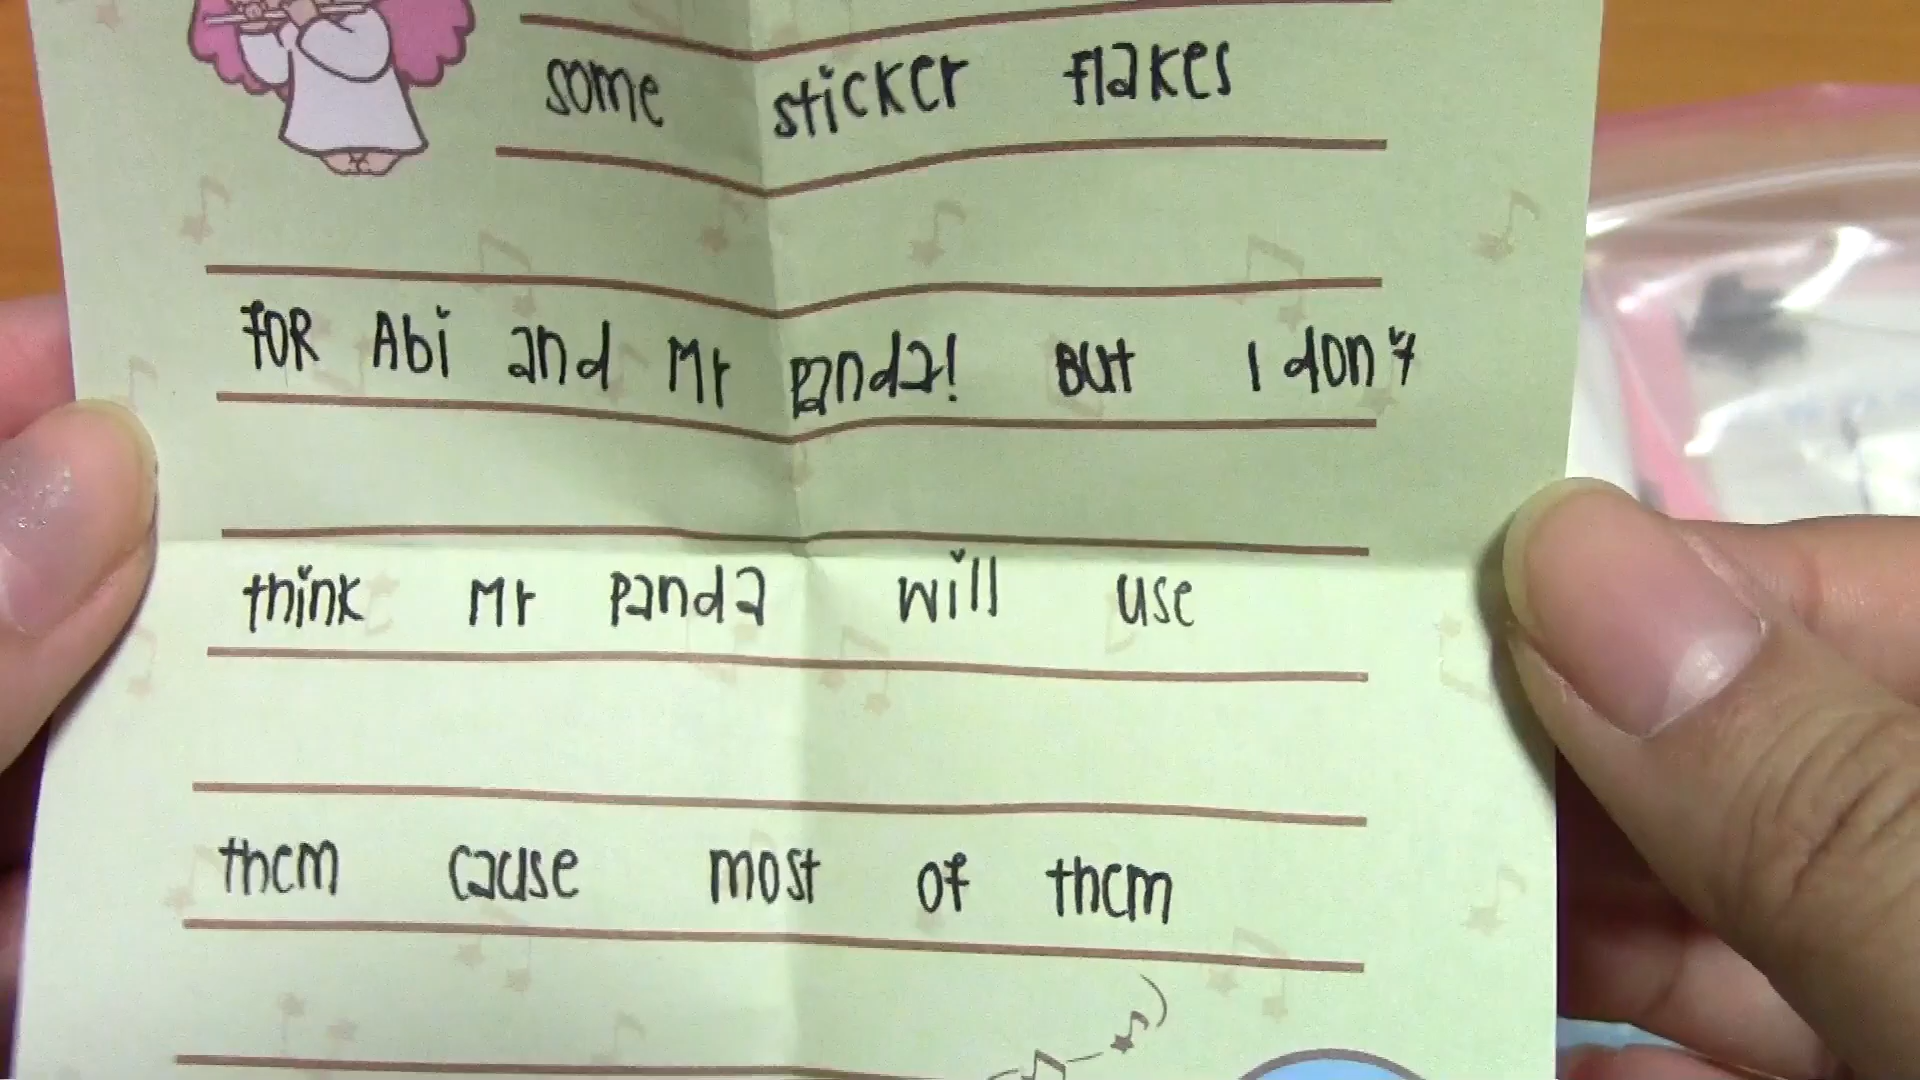 some sticker flakes
FOR Abi and Mr panda! BUt I don't
think Mr panda will use
them cause most of them